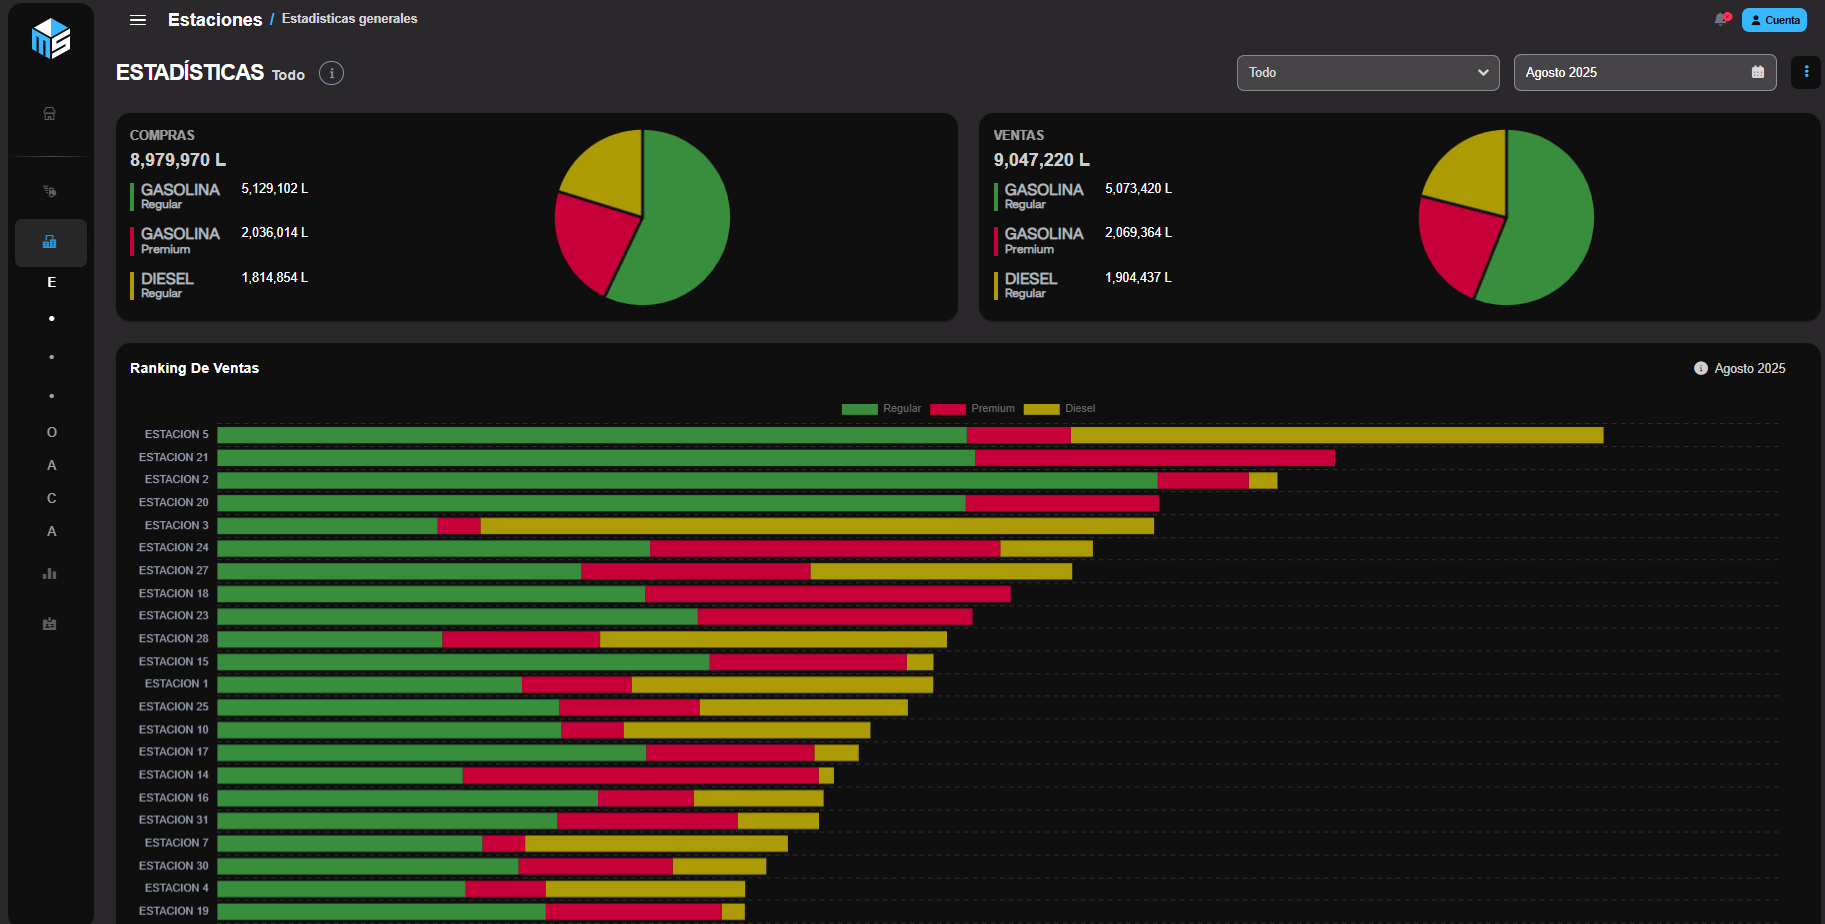 Estaciones / Estadisticas generales
Cuenta
ESTADÍSTICAS Todo
Todo
Agosto 2025
COMPRAS
8,979,970 L
GASOLINA 5,129,102 L
Regular
GASOLINA 2,036,014 L
Premium
DIESEL 1,814,854 L
Regular
VENTAS
9,047,220 L
GASOLINA 5,073,420 L
Regular
GASOLINA 2,069,364 L
Premium
DIESEL 1,904,437 L
Regular
E
O
A
C
A
Ranking De Ventas
Agosto 2025
Regular Premium Diesel
ESTACION 5
ESTACION 21
ESTACION 2
ESTACION 20
ESTACION 3
ESTACION 24
ESTACION 27
ESTACION 18
ESTACION 23
ESTACION 28
ESTACION 15
ESTACION 1
ESTACION 25
ESTACION 10
ESTACION 17
ESTACION 14
ESTACION 16
ESTACION 31
ESTACION 7
ESTACION 30
ESTACION 4
ESTACION 19